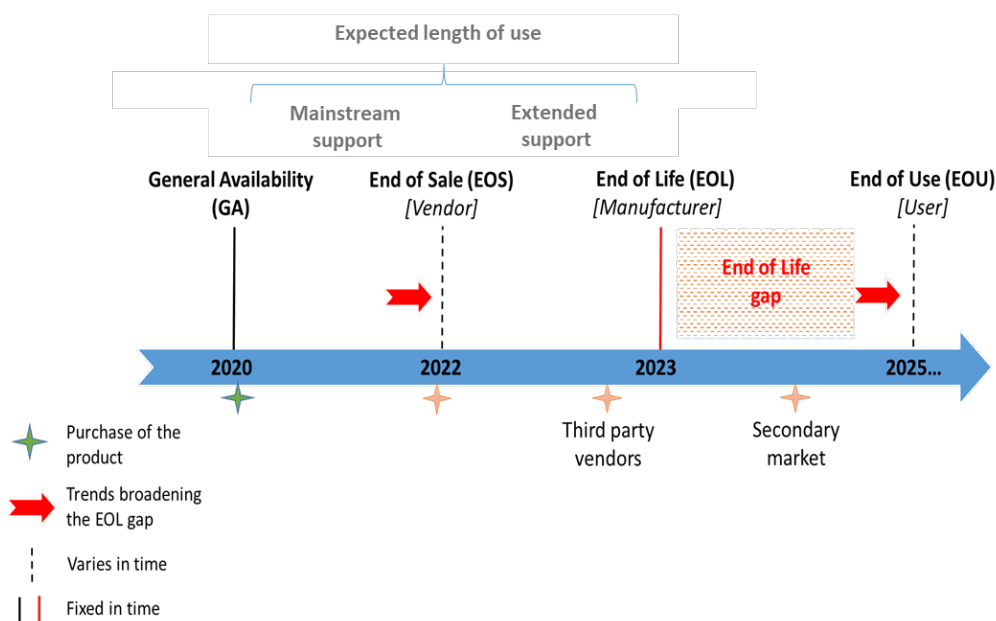 Expected length of use
Mainstream
support
Extended
support
General Availability
(GA)
End of Sale (EOS)
[Vendor]
End of Life (EOL)
[Manufacturer]
End of Use (EOU)
[User]
End of Life
gap
2020
2022
2023
2025...
Third party
vendors
Secondary
market
Purchase of the
product
Trends broadening
the EOL gap
Varies in time
Fixed in time